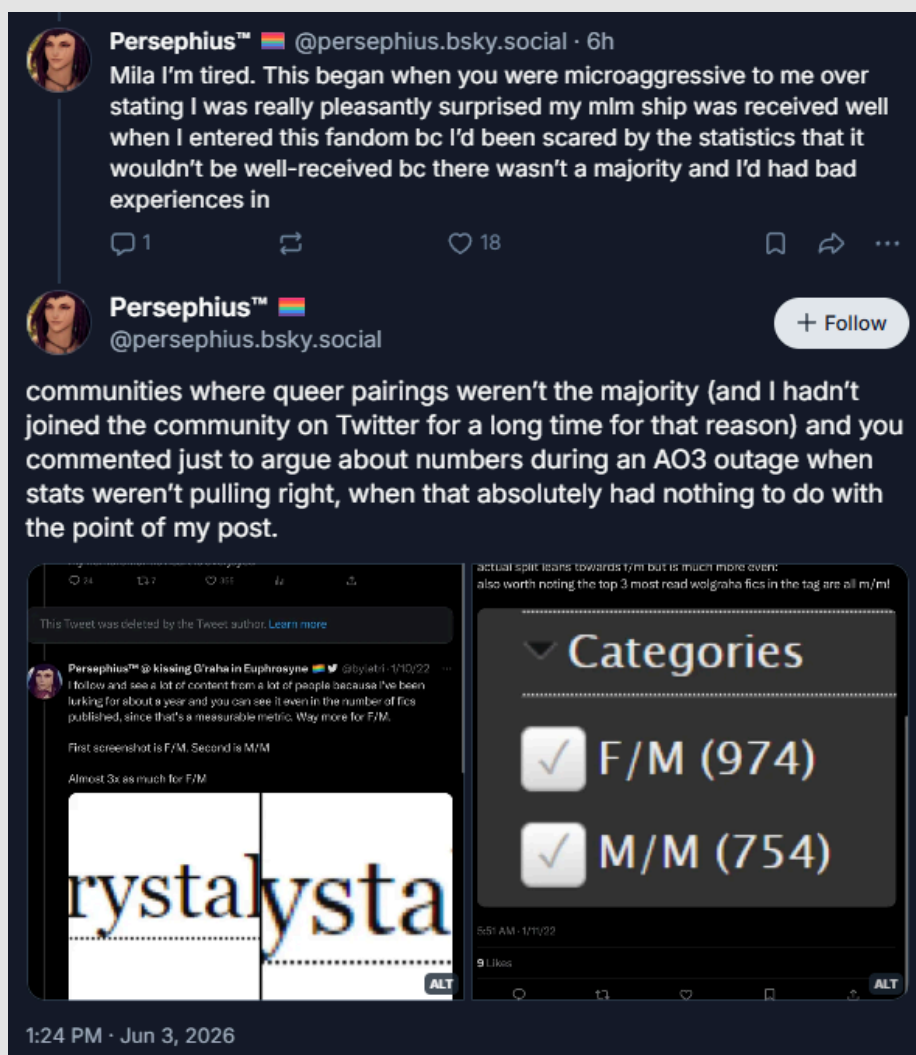 Persephius™ 🏳️‍🌈 @persephius.bsky.social · 6h
Mila I'm tired. This began when you were microaggressive to me over
stating I was really pleasantly surprised my mlm ship was received well
when I entered this fandom bc I'd been scared by the statistics that it
wouldn't be well-received bc there wasn't a majority and I'd had bad
experiences in
1
18
Persephius™ 🏳️‍🌈
+ Follow
@persephius.bsky.social
communities where queer pairings weren't the majority (and I hadn't
joined the community on Twitter for a long time for that reason) and you
commented just to argue about numbers during an AO3 outage when
stats weren't pulling right, when that absolutely had nothing to do with
the point of my post.
This Tweet was deleted by the Tweet author. Learn more
Persephius™ @ kissing G'raha in Euphrosyne @byletri · 1/10/22
I follow and see a lot of content from a lot of people because I've been
lurking for about a year and you can see it even in the number of fics
published, since that's a measurable metric. Way more for F/M.
First screenshot is F/M. Second is M/M
Almost 3x as much for F/M
rystal
ysta
ALT
actual split leans towards f/m but is much more even:
also worth noting the top 3 most read wolgraha fics in the tag are all m/m!
Categories
F/M (974)
M/M (754)
5:51 AM · 1/11/22
9 Likes
ALT
1:24 PM · Jun 3, 2026